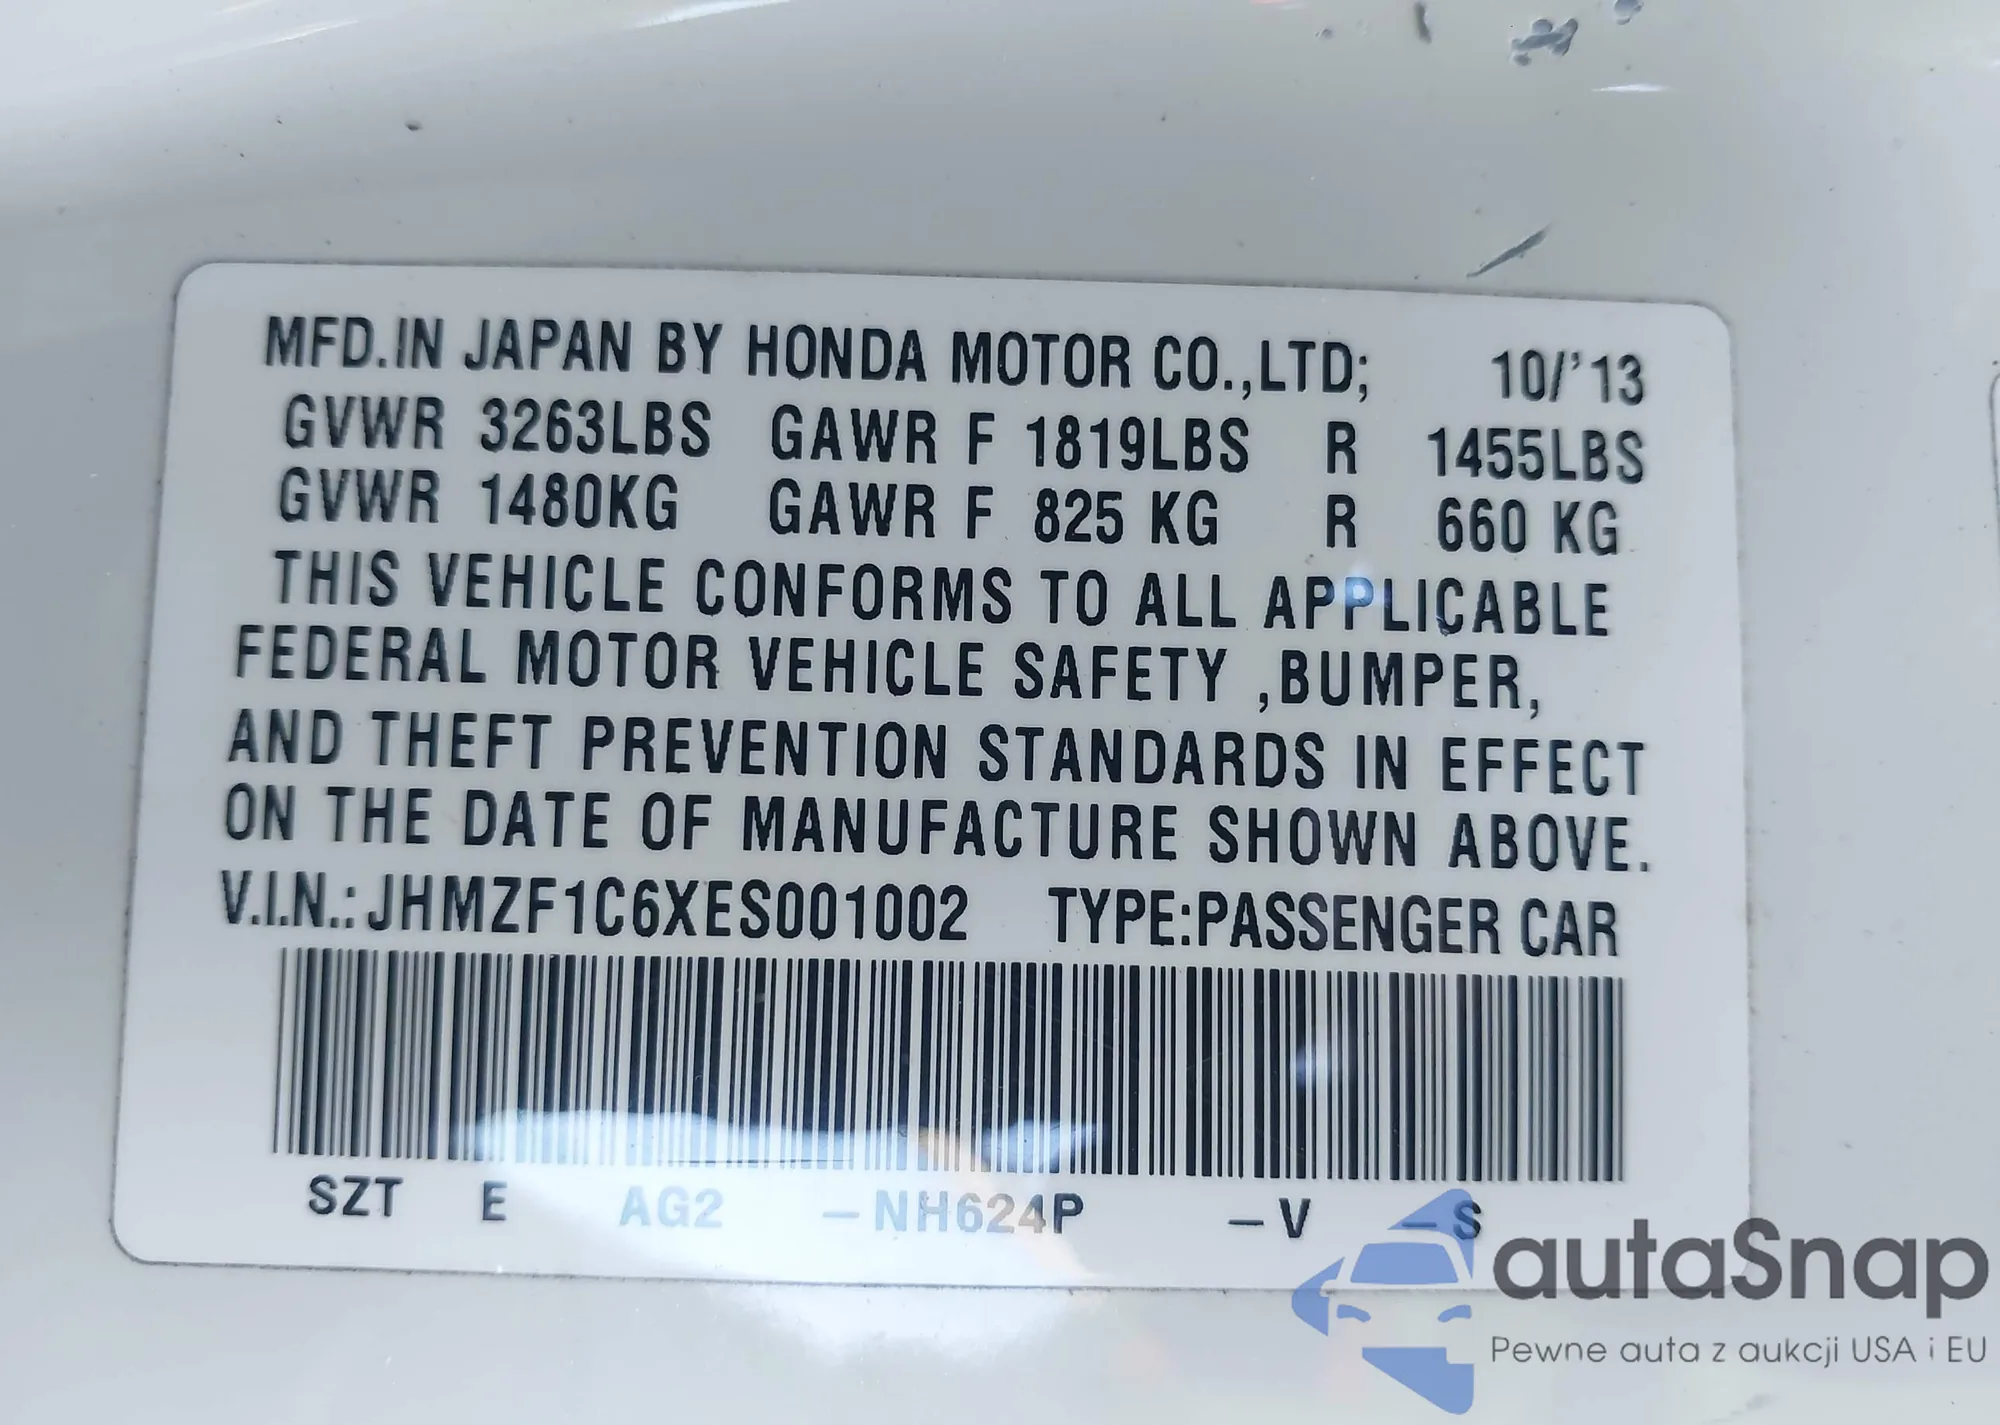 MFD.IN JAPAN BY HONDA MOTOR CO.,LTD; 10/'13
GVWR 3263LBS GAWR F 1819LBS R 1455LBS
GVWR 1480KG GAWR F 825 KG R 660 KG
THIS VEHICLE CONFORMS TO ALL APPLICABLE
FEDERAL MOTOR VEHICLE SAFETY ,BUMPER,
AND THEFT PREVENTION STANDARDS IN EFFECT
ON THE DATE OF MANUFACTURE SHOWN ABOVE.
V.I.N.:JHMZF1C6XES001002 TYPE:PASSENGER CAR
SZT E AG2 –NH624P –V –S
autaSnap
Pewne auta z aukcji USA i EU